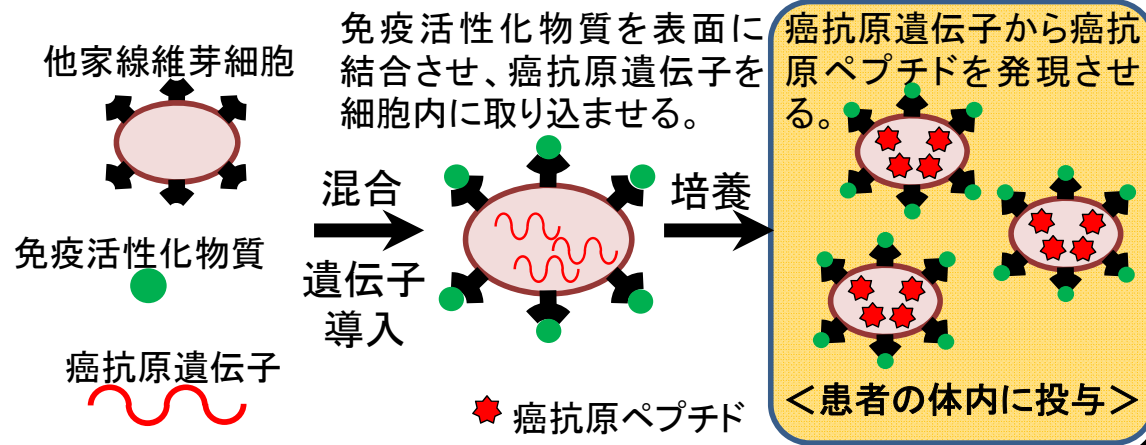 他家線維芽細胞
免疫活性化物質
癌抗原遺伝子
混合
遺伝子
導入
免疫活性化物質を表面に
結合させ、癌抗原遺伝子を
細胞内に取り込ませる。
癌抗原ペプチド
培養
癌抗原遺伝子から癌抗
原ペプチドを発現させ
る。
＜患者の体内に投与＞